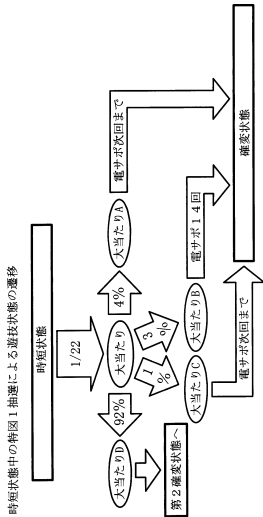 時短状態中の特図1抽選による遊技状態の遷移
時短状態
1/22
大当たり
4%
大当たりA
電サポ次回まで
92%
大当たりD
第2確変状態へ
1%
大当たりC
電サポ次回まで
3%
大当たりB
電サポ14回
確変状態